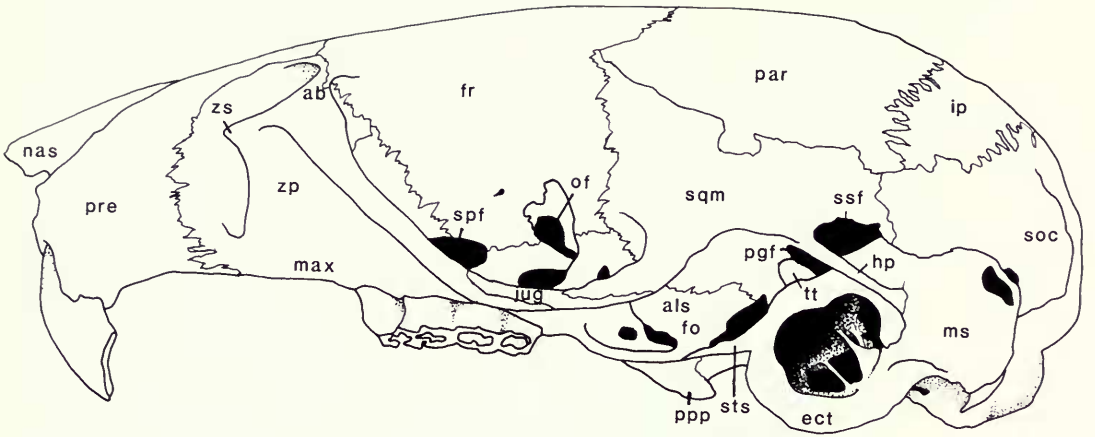 par
fr
ab
ip
zs
nas
of
zp
sqm
ssf
pre
spf
soc
pgf
hp
max
jug
tt
als
fo
ms
ppp
sts
ect